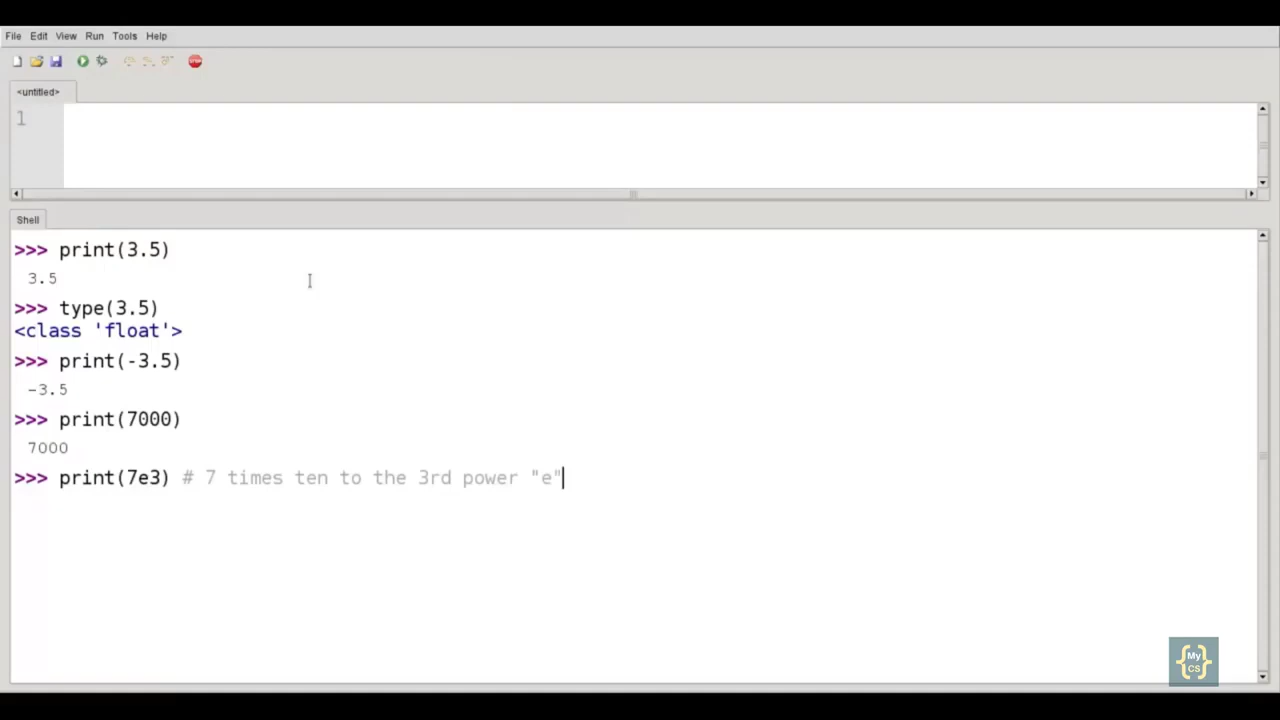 File Edit View Run Tools Help
STOP
<untitled>
1
Shell
>>> print(3.5)
3.5
>>> type(3.5)
<class 'float'>
>>> print(-3.5)
-3.5
>>> print(7000)
7000
>>> print(7e3) # 7 times ten to the 3rd power "e"
{My}
CS